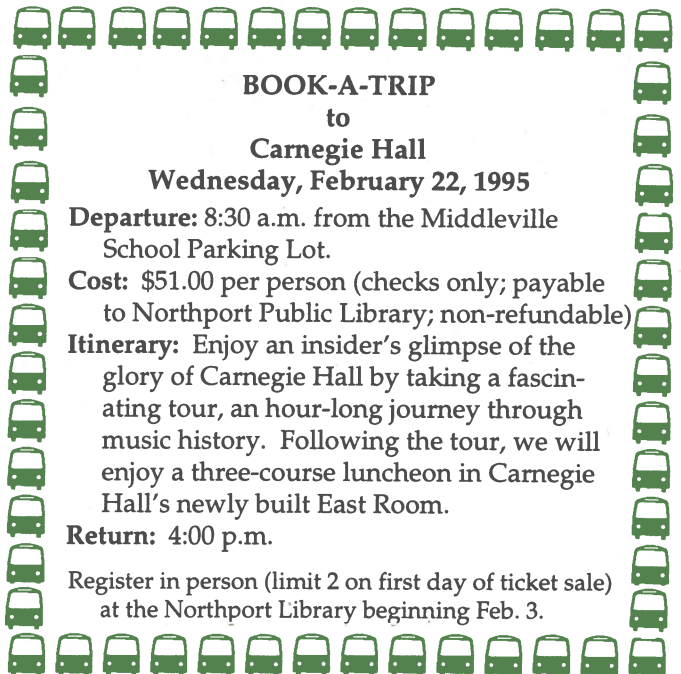 BOOK-A-TRIP
to
Carnegie Hall
Wednesday, February 22, 1995
Departure: 8:30 a.m. from the Middleville
School Parking Lot.
Cost: $51.00 per person (checks only; payable
to Northport Public Library; non-refundable)
Itinerary: Enjoy an insider's glimpse of the
glory of Carnegie Hall by taking a fascin-
ating tour, an hour-long journey through
music history. Following the tour, we will
enjoy a three-course luncheon in Carnegie
Hall's newly built East Room.
Return: 4:00 p.m.
Register in person (limit 2 on first day of ticket sale)
at the Northport Library beginning Feb. 3.